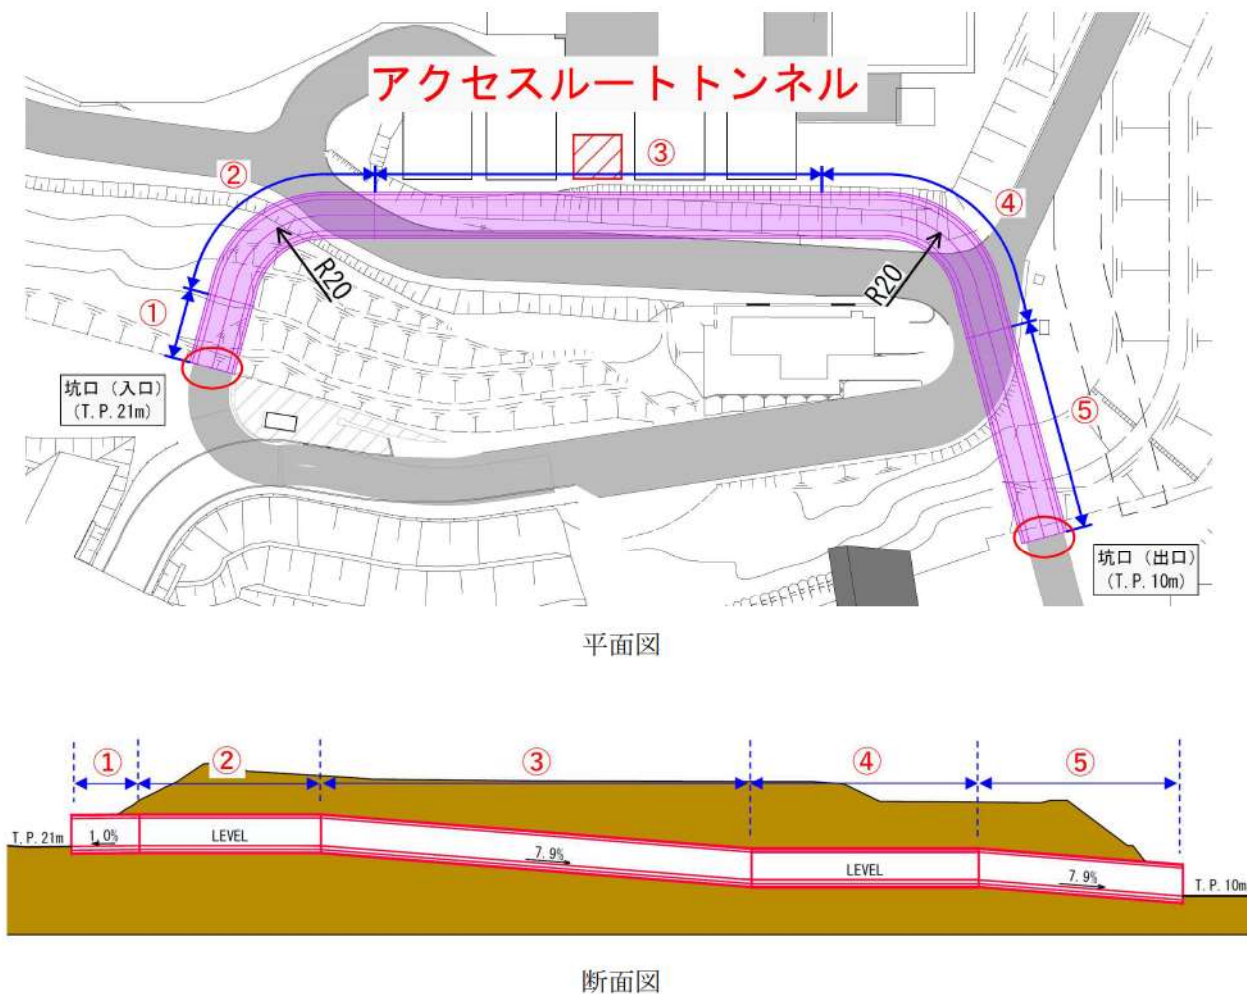 アクセスルートトンネル
②
③
④
①
R20
R20
⑤
坑口（入口）
(T.P.21m)
坑口（出口）
(T.P.10m)
平面図
①
②
③
④
⑤
T.P.21m
1.0%
LEVEL
7.9%
LEVEL
7.9%
T.P.10m
断面図